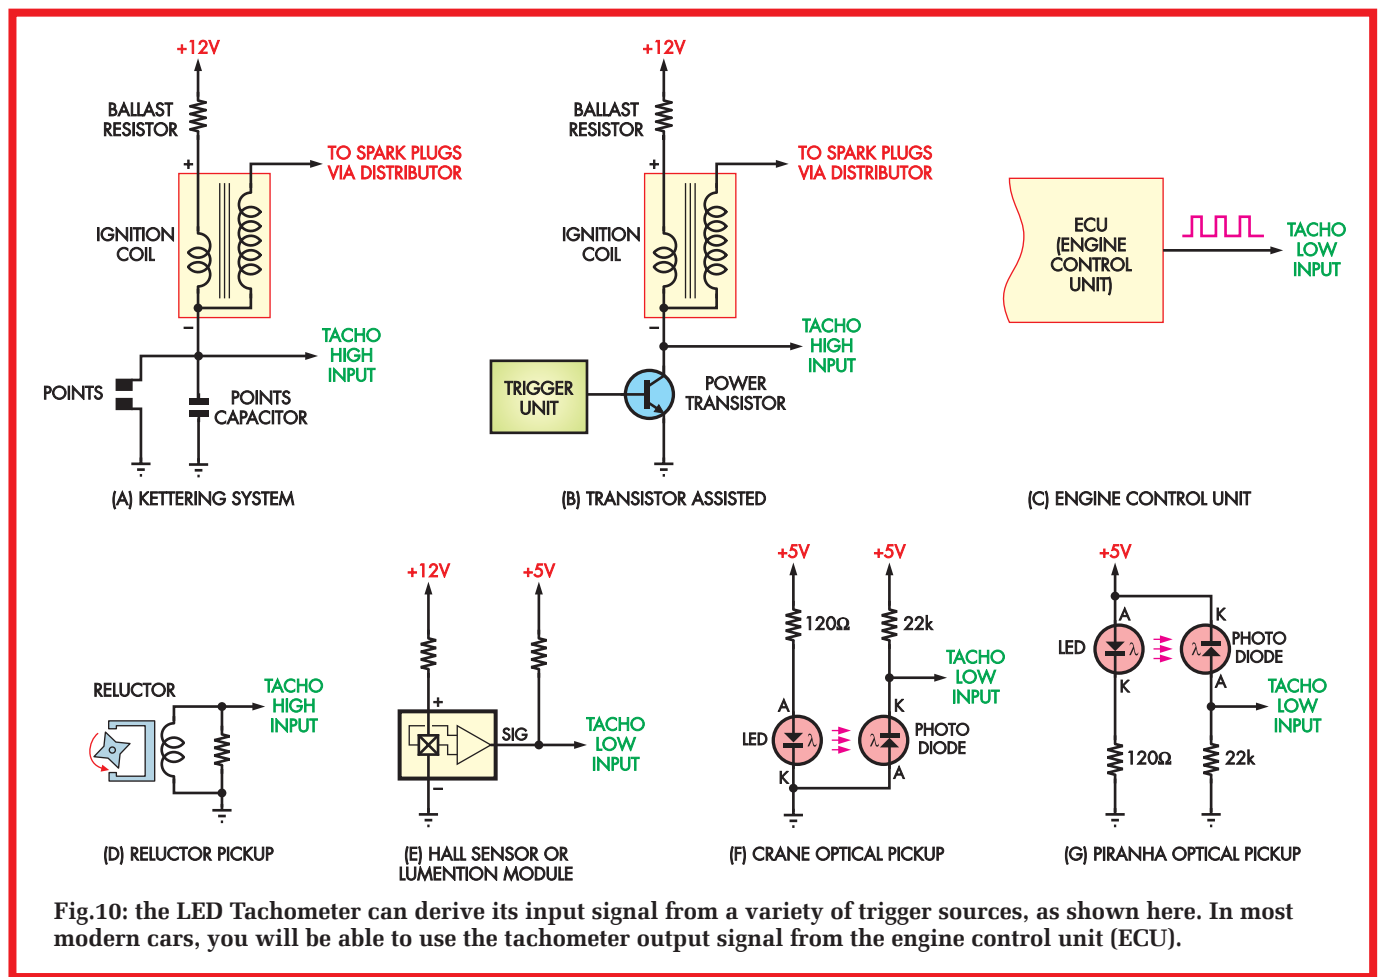 +12V
BALLAST
RESISTOR
+
TO SPARK PLUGS
VIA DISTRIBUTOR
IGNITION
COIL
−
TACHO
HIGH
INPUT
POINTS
POINTS
CAPACITOR
(A) KETTERING SYSTEM
+12V
BALLAST
RESISTOR
+
TO SPARK PLUGS
VIA DISTRIBUTOR
IGNITION
COIL
−
TACHO
HIGH
INPUT
TRIGGER
UNIT
POWER
TRANSISTOR
(B) TRANSISTOR ASSISTED
ECU
(ENGINE
CONTROL
UNIT)
TACHO
LOW
INPUT
(C) ENGINE CONTROL UNIT
RELUCTOR
TACHO
HIGH
INPUT
(D) RELUCTOR PICKUP
+12V
+5V
+
SIG
−
TACHO
LOW
INPUT
(E) HALL SENSOR OR
LUMENTION MODULE
+5V
+5V
120Ω
22k
TACHO
LOW
INPUT
A
K
LED
λ
λ
PHOTO
DIODE
K
A
(F) CRANE OPTICAL PICKUP
+5V
A
K
LED
λ
λ
PHOTO
DIODE
K
A
TACHO
LOW
INPUT
120Ω
22k
(G) PIRANHA OPTICAL PICKUP
Fig.10: the LED Tachometer can derive its input signal from a variety of trigger sources, as shown here. In most
modern cars, you will be able to use the tachometer output signal from the engine control unit (ECU).